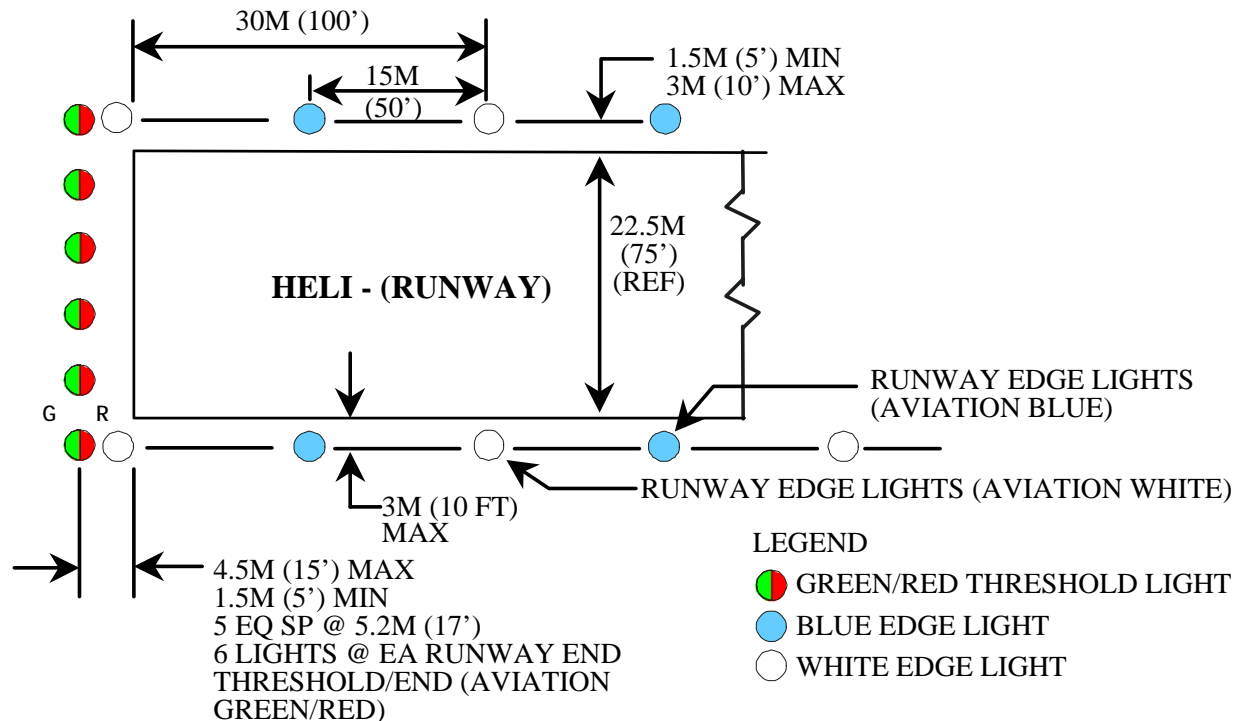 30M (100’)
15M
(50’)
1.5M (5’) MIN
3M (10’) MAX
22.5M
(75’)
(REF)
HELI - (RUNWAY)
RUNWAY EDGE LIGHTS
(AVIATION BLUE)
G R
RUNWAY EDGE LIGHTS (AVIATION WHITE)
3M (10 FT)
MAX
4.5M (15’) MAX
1.5M (5’) MIN
5 EQ SP @ 5.2M (17’)
6 LIGHTS @ EA RUNWAY END
THRESHOLD/END (AVIATION
GREEN/RED)
LEGEND
GREEN/RED THRESHOLD LIGHT
BLUE EDGE LIGHT
WHITE EDGE LIGHT